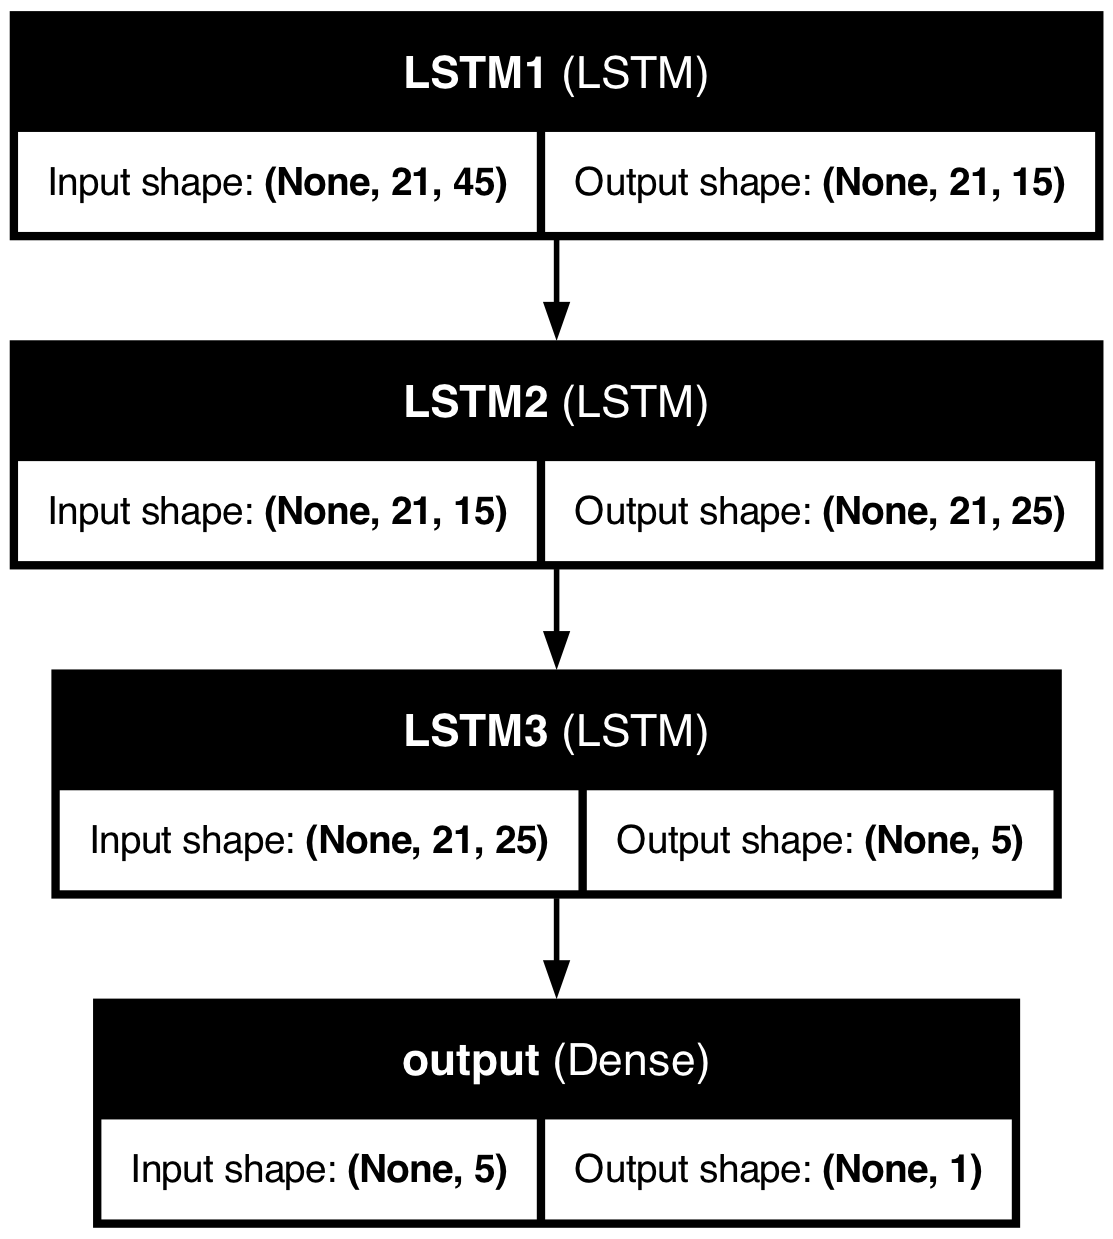 LSTM1 (LSTM)
Input shape: (None, 21, 45) Output shape: (None, 21, 15)
LSTM2 (LSTM)
Input shape: (None, 21, 15) Output shape: (None, 21, 25)
LSTM3 (LSTM)
Input shape: (None, 21, 25) Output shape: (None, 5)
output (Dense)
Input shape: (None, 5) Output shape: (None, 1)